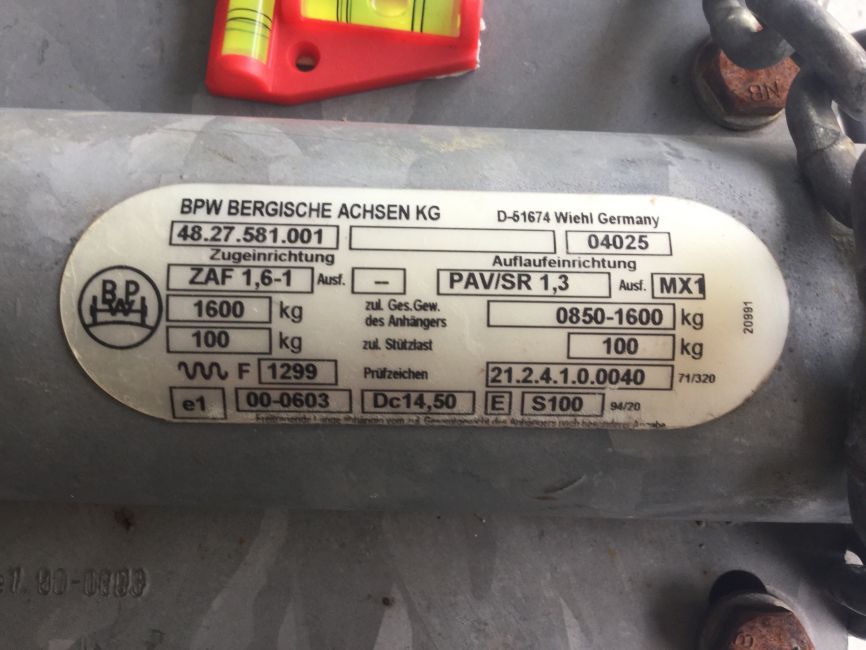 NB
BPW BERGISCHE ACHSEN KG D-51674 Wiehl Germany
48.27.581.001 04025
Zugeinrichtung Auflaufeinrichtung
ZAF 1,6-1 Ausf. -- PAV/SR 1,3 Ausf. MX1
BPW
1600 kg zul. Ges.Gew. des Anhängers 0850-1600 kg
100 kg zul. Stützlast 100 kg
F 1299 Prüfzeichen 21.2.4.1.0.0040 71/320
e1 00-0603 Dc14,50 E S100 94/20
20991